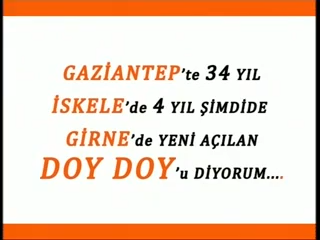 GAZİANTEP'te 34 YIL
İSKELE'de 4 YIL ŞİMDİDE
GİRNE'de YENİ AÇILAN
DOY DOY'u DİYORUM....